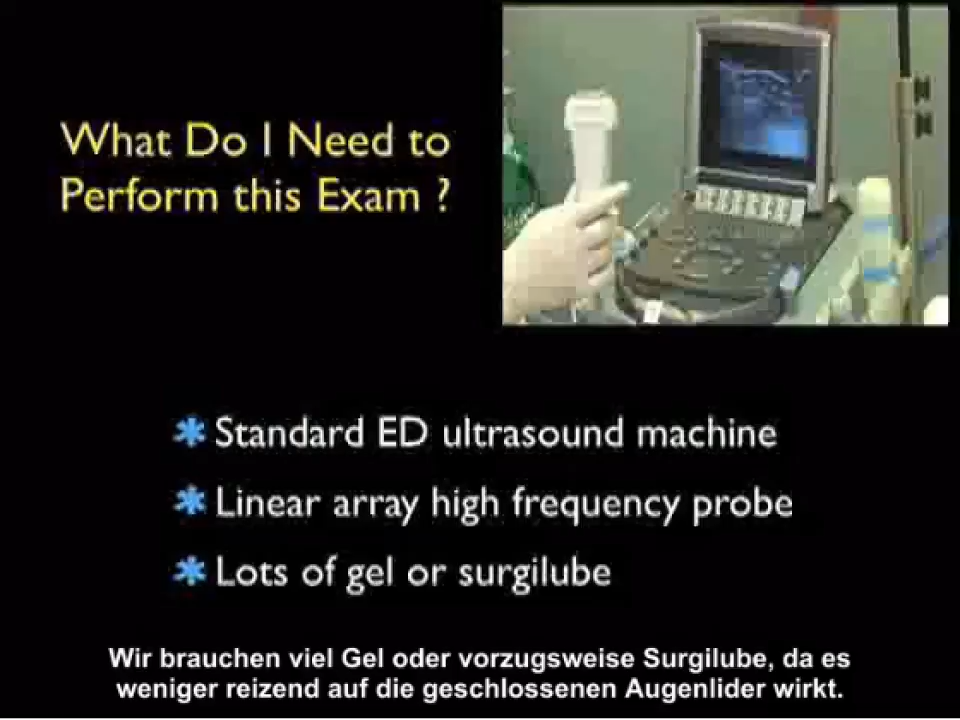 What Do I Need to
Perform this Exam ?
Standard ED ultrasound machine
Linear array high frequency probe
Lots of gel or surgilube
Wir brauchen viel Gel oder vorzugsweise Surgilube, da es
weniger reizend auf die geschlossenen Augenlider wirkt.